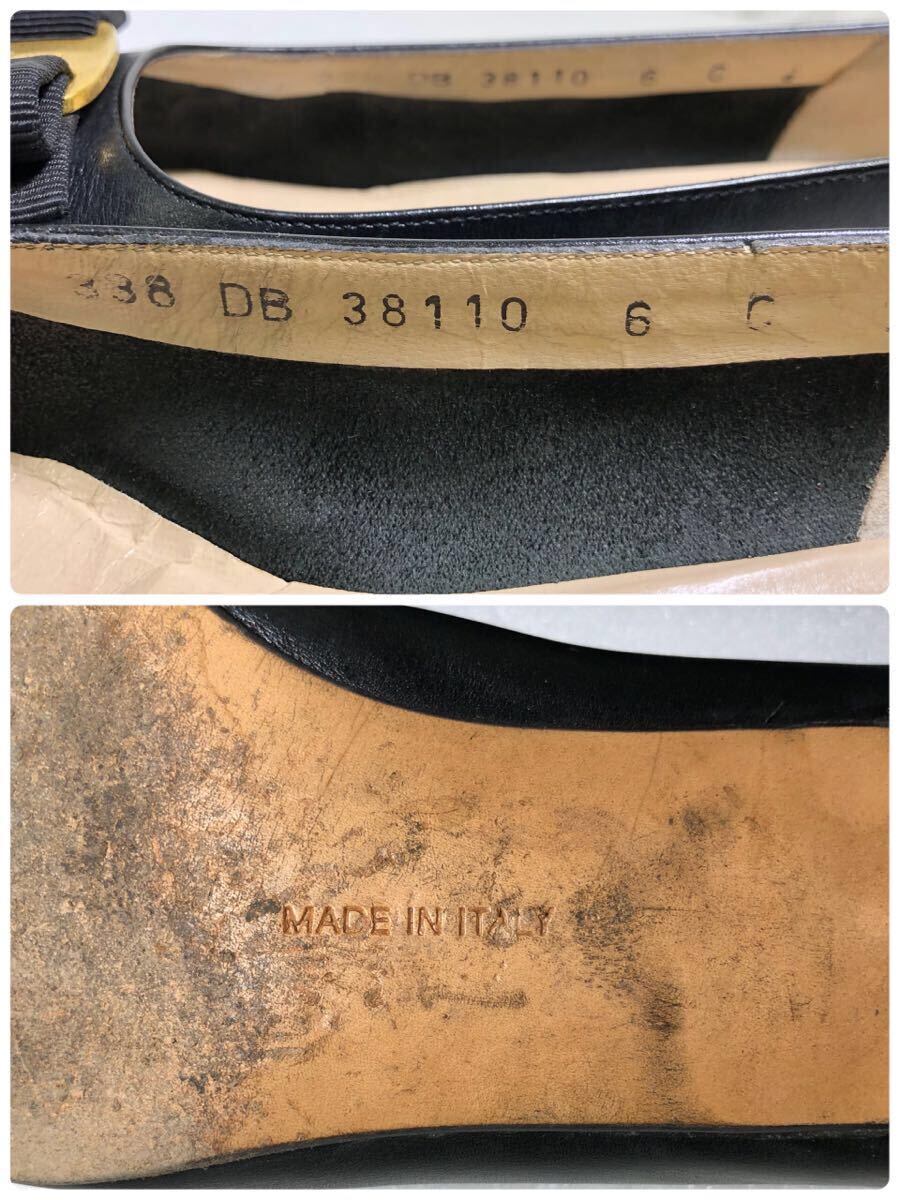 DB 38110 6 C
338 DB 38110 6 C
MADE IN ITALY